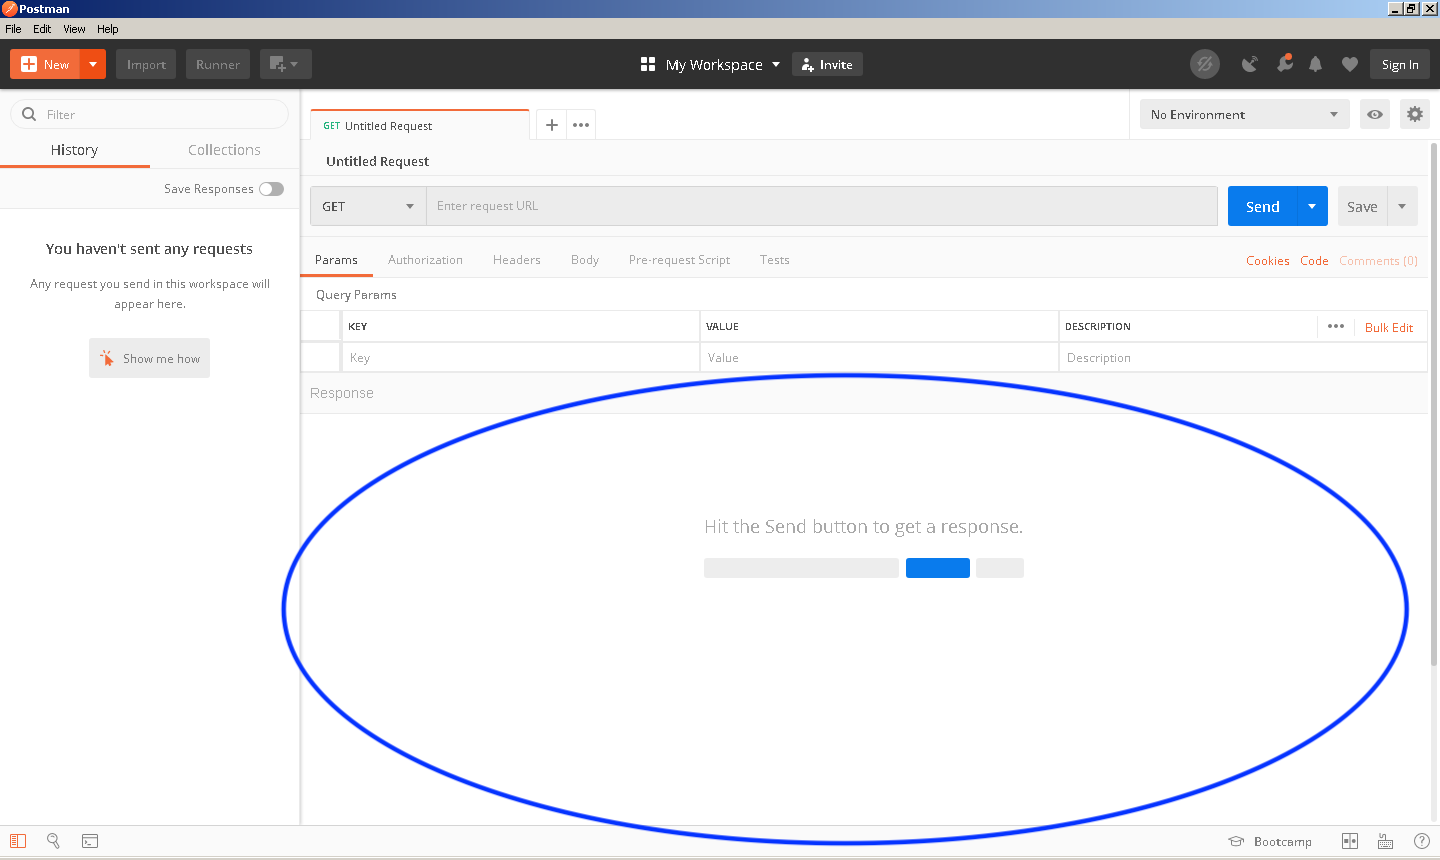 Postman
File Edit View Help
New Import Runner My Workspace Invite Sign In
Filter
History Collections
Save Responses
You haven't sent any requests
Any request you send in this workspace will
appear here.
Show me how
GET Untitled Request
No Environment
Untitled Request
GET Enter request URL Send Save
Params Authorization Headers Body Pre-request Script Tests Cookies Code Comments (0)
Query Params
KEY VALUE DESCRIPTION Bulk Edit
Key Value Description
Response
Hit the Send button to get a response.
Bootcamp